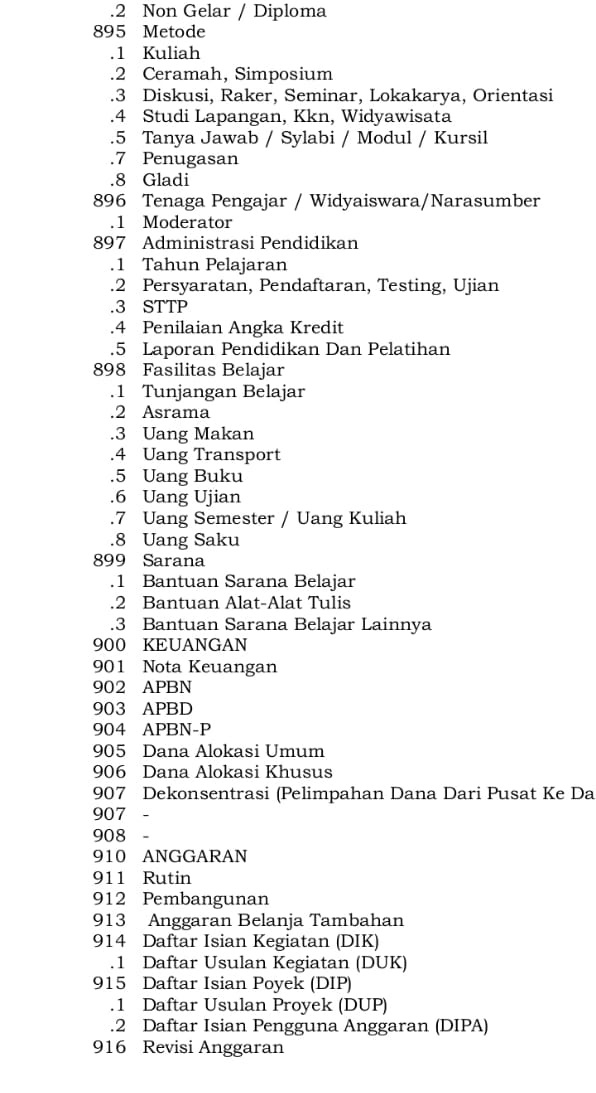 .2 Non Gelar / Diploma
895 Metode
.1 Kuliah
.2 Ceramah, Simposium
.3 Diskusi, Raker, Seminar, Lokakarya, Orientasi
.4 Studi Lapangan, Kkn, Widyawisata
.5 Tanya Jawab / Sylabi / Modul / Kursil
.7 Penugasan
.8 Gladi
896 Tenaga Pengajar / Widyaiswara/Narasumber
.1 Moderator
897 Administrasi Pendidikan
.1 Tahun Pelajaran
.2 Persyaratan, Pendaftaran, Testing, Ujian
.3 STTP
.4 Penilaian Angka Kredit
.5 Laporan Pendidikan Dan Pelatihan
898 Fasilitas Belajar
.1 Tunjangan Belajar
.2 Asrama
.3 Uang Makan
.4 Uang Transport
.5 Uang Buku
.6 Uang Ujian
.7 Uang Semester / Uang Kuliah
.8 Uang Saku
899 Sarana
.1 Bantuan Sarana Belajar
.2 Bantuan Alat-Alat Tulis
.3 Bantuan Sarana Belajar Lainnya
900 KEUANGAN
901 Nota Keuangan
902 APBN
903 APBD
904 APBN-P
905 Dana Alokasi Umum
906 Dana Alokasi Khusus
907 Dekonsentrasi (Pelimpahan Dana Dari Pusat Ke Da
907 -
908 -
910 ANGGARAN
911 Rutin
912 Pembangunan
913 Anggaran Belanja Tambahan
914 Daftar Isian Kegiatan (DIK)
.1 Daftar Usulan Kegiatan (DUK)
915 Daftar Isian Poyek (DIP)
.1 Daftar Usulan Proyek (DUP)
.2 Daftar Isian Pengguna Anggaran (DIPA)
916 Revisi Anggaran